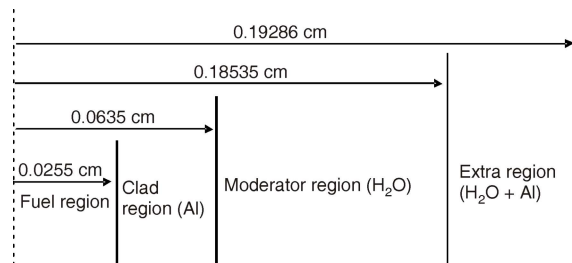 0.19286 cm
0.18535 cm
0.0635 cm
0.0255 cm
Fuel region
Clad
region (Al)
Moderator region (H₂O)
Extra region
(H₂O + Al)